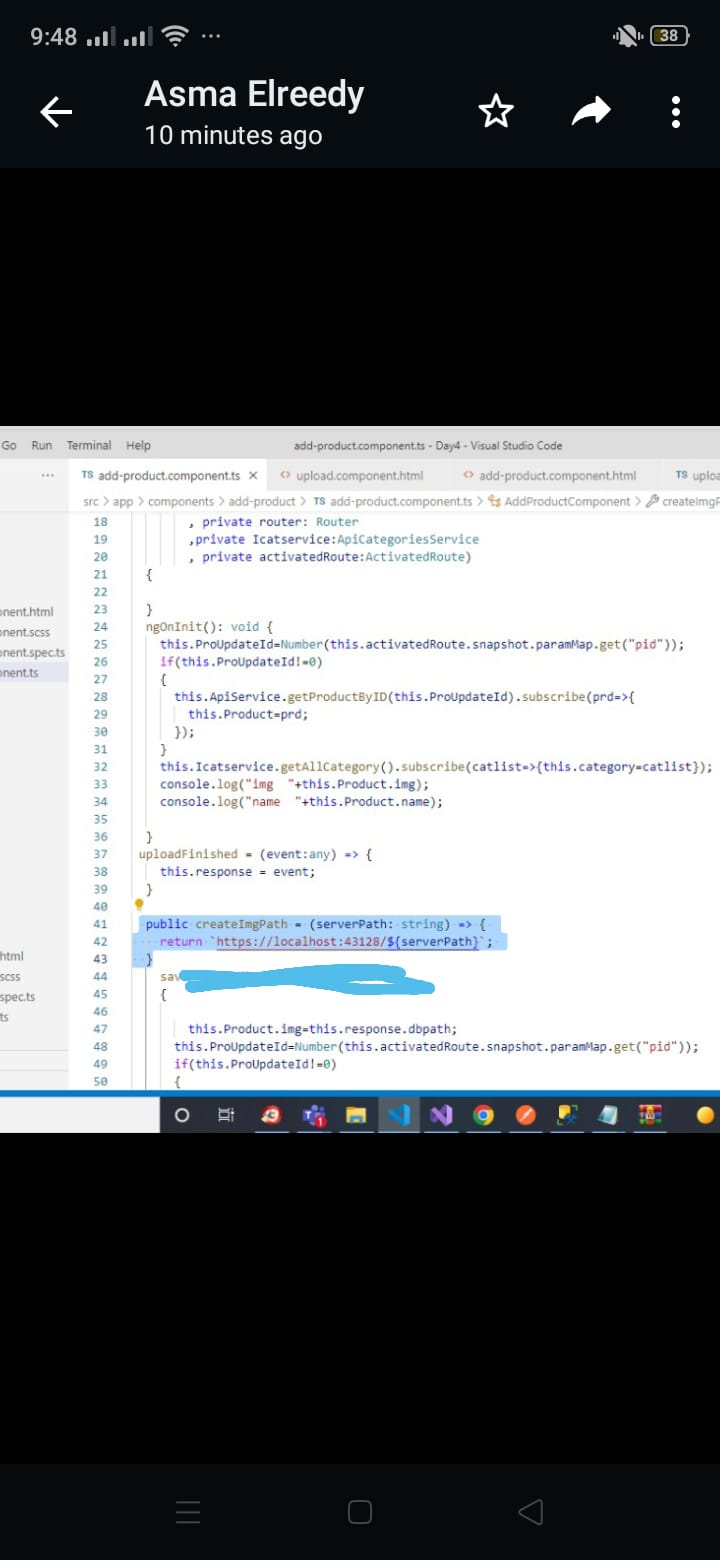 9:48
38
Asma Elreedy
10 minutes ago
Go Run Terminal Help add-product.component.ts - Day4 - Visual Studio Code
··· TS add-product.component.ts × <> upload.component.html <> add-product.component.html TS uploa
src > app > components > add-product > TS add-product.component.ts > AddProductComponent > createImgP
18 , private router: Router
19 ,private Icatservice:ApiCategoriesService
20 , private activatedRoute:ActivatedRoute)
21 {
22
23 }
24 ngOnInit(): void {
25 this.ProUpdateId=Number(this.activatedRoute.snapshot.paramMap.get("pid"));
26 if(this.ProUpdateId!=0)
27 {
28 this.ApiService.getProductByID(this.ProUpdateId).subscribe(prd=>{
29 this.Product=prd;
30 });
31 }
32 this.Icatservice.getAllCategory().subscribe(catlist=>{this.category=catlist});
33 console.log("img "+this.Product.img);
34 console.log("name "+this.Product.name);
35
36 }
37 uploadFinished = (event:any) => {
38 this.response = event;
39 }
40
41 public createImgPath = (serverPath: string) => {
42 return `https://localhost:43128/${serverPath}`;
43 }
44 sav
45 {
46
47 this.Product.img=this.response.dbpath;
48 this.ProUpdateId=Number(this.activatedRoute.snapshot.paramMap.get("pid"));
49 if(this.ProUpdateId!=0)
50 {
onent.html
onent.scss
onent.spec.ts
onent.ts
html
scss
spec.ts
ts